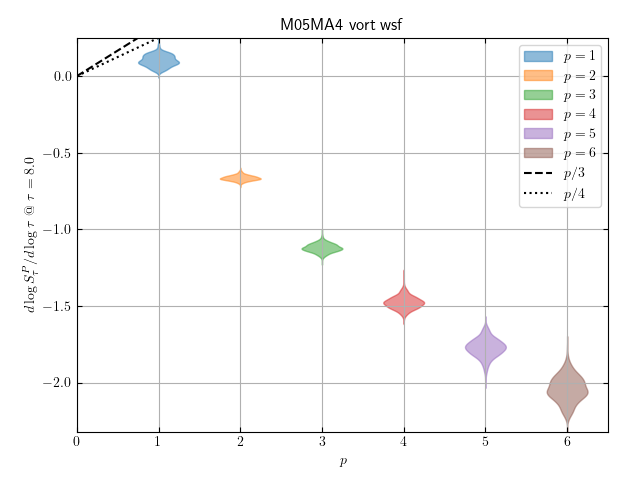 M05MA4 vort wsf
d log S_τ^P / d log τ @ τ = 8.0
0.0
−0.5
−1.0
−1.5
−2.0
0 1 2 3 4 5 6
p
p = 1
p = 2
p = 3
p = 4
p = 5
p = 6
p/3
p/4